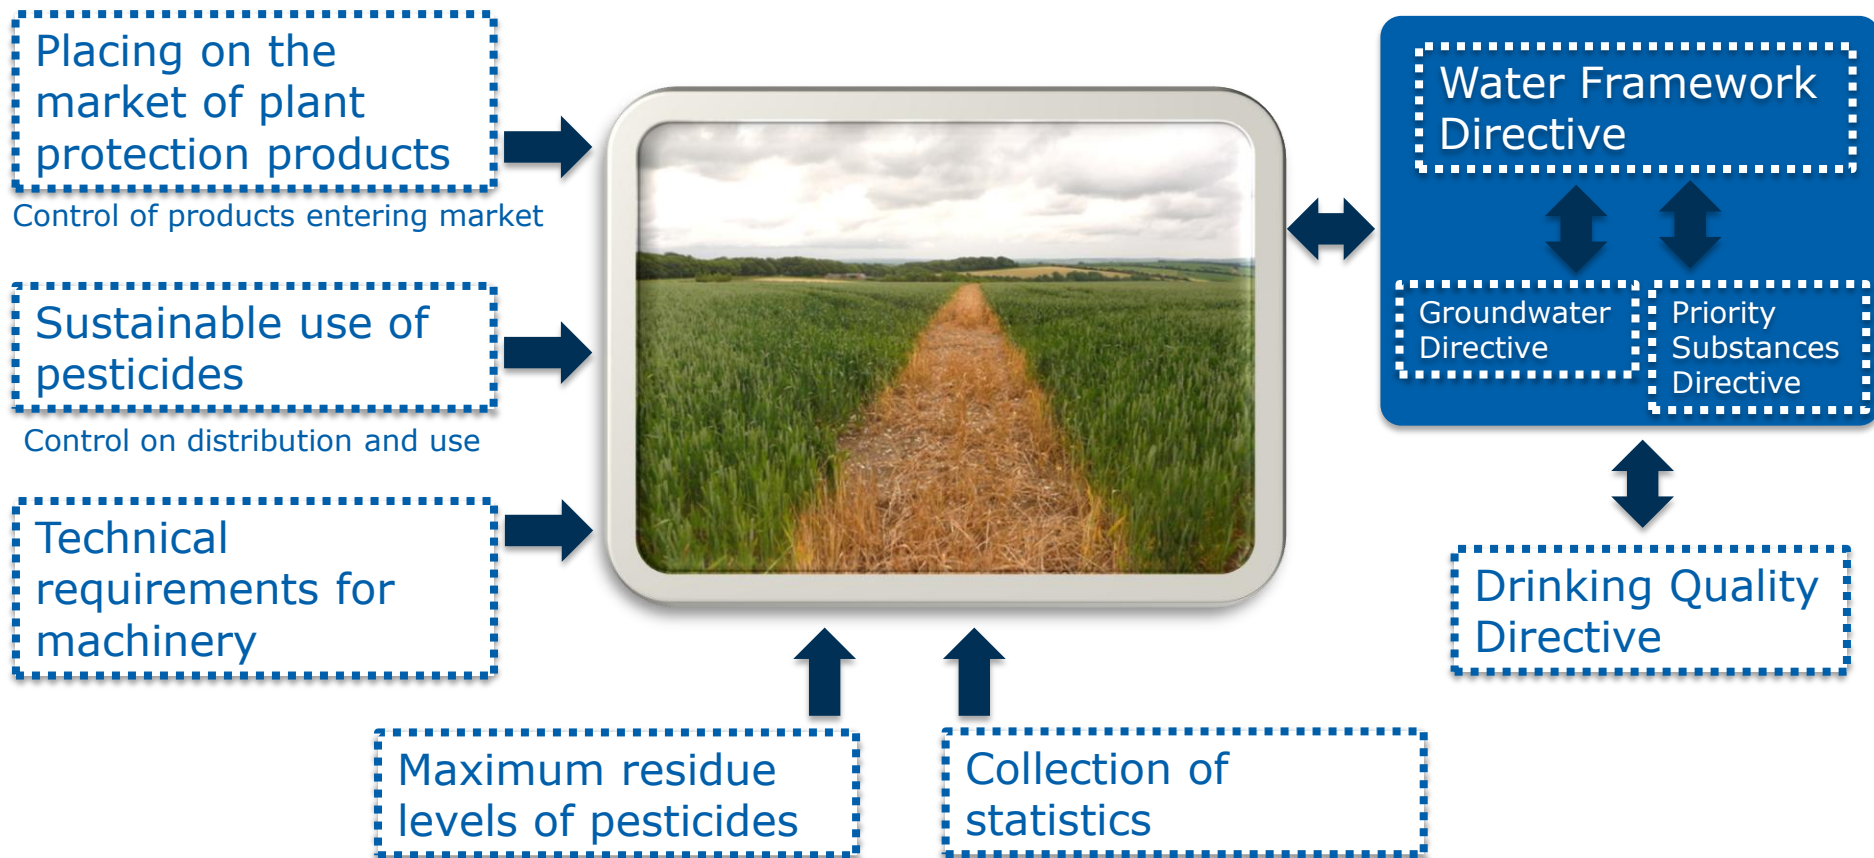 Placing on the
market of plant
protection products
Control of products entering market
Sustainable use of
pesticides
Control on distribution and use
Technical
requirements for
machinery
Maximum residue
levels of pesticides
Collection of
statistics
Water Framework
Directive
Groundwater
Directive
Priority
Substances
Directive
Drinking Quality
Directive